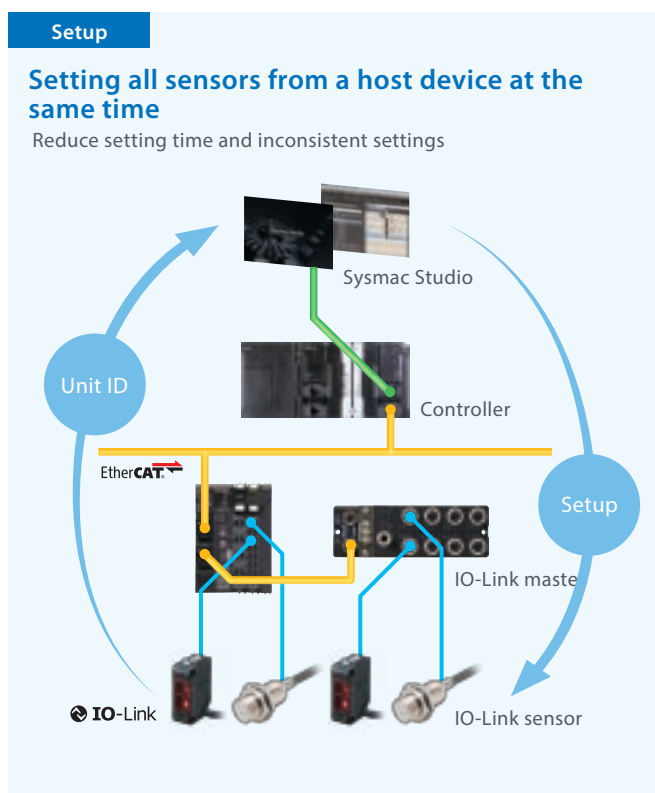 Setup
Setting all sensors from a host device at the
same time
Reduce setting time and inconsistent settings
Sysmac Studio
Unit ID
Controller
EtherCAT
Setup
IO-Link maste
IO-Link
IO-Link sensor